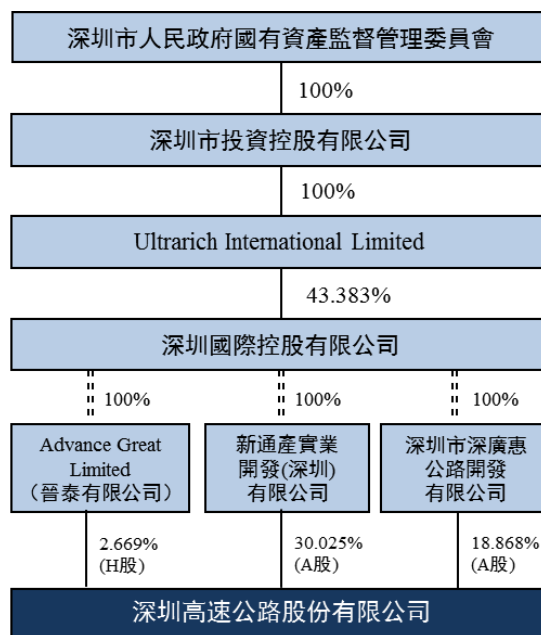 深圳市人民政府國有資產監督管理委員會
100%
深圳市投資控股有限公司
100%
Ultrarich International Limited
43.383%
深圳國際控股有限公司
100%
100%
100%
Advance Great
Limited
（晉泰有限公司）
新通產實業
開發(深圳)
有限公司
深圳市深廣惠
公路開發
有限公司
2.669%
(H股)
30.025%
(A股)
18.868%
(A股)
深圳高速公路股份有限公司